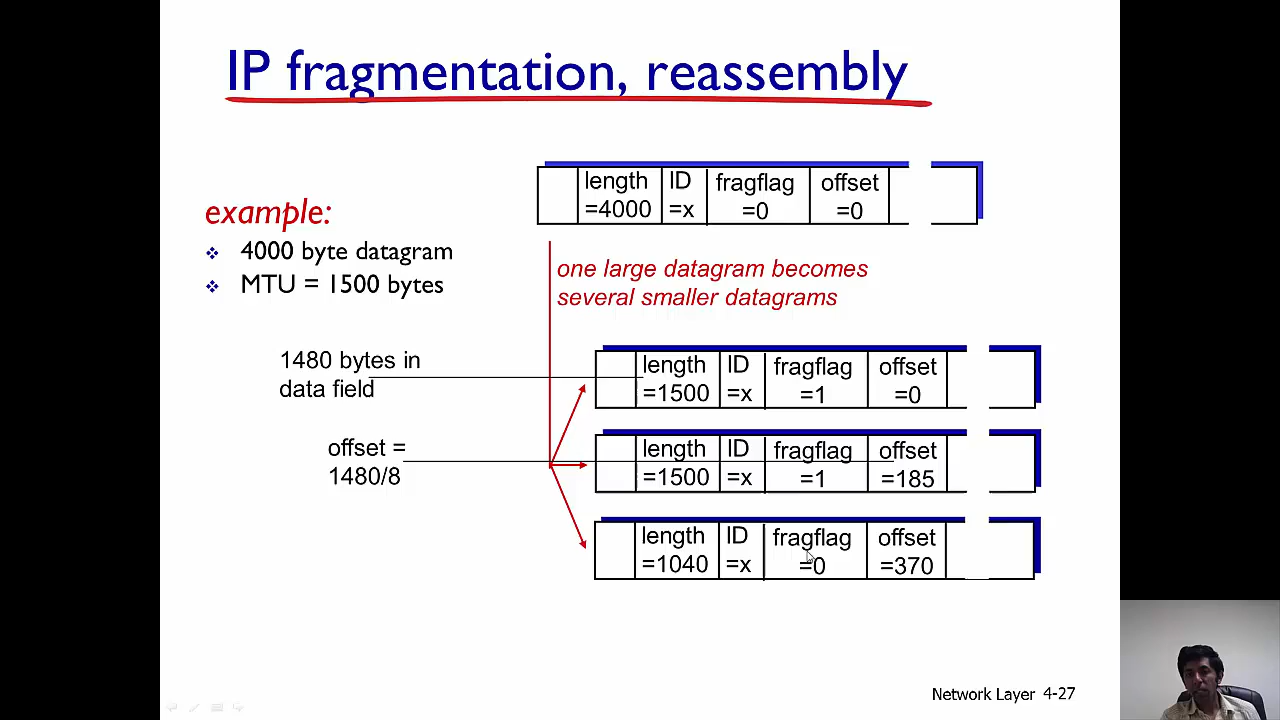 IP fragmentation, reassembly
example:
4000 byte datagram
MTU = 1500 bytes
length ID fragflag offset
=4000 =x =0 =0
one large datagram becomes
several smaller datagrams
1480 bytes in
data field
length ID fragflag offset
=1500 =x =1 =0
offset =
1480/8
length ID fragflag offset
=1500 =x =1 =185
length ID fragflag offset
=1040 =x =0 =370
Network Layer 4-27